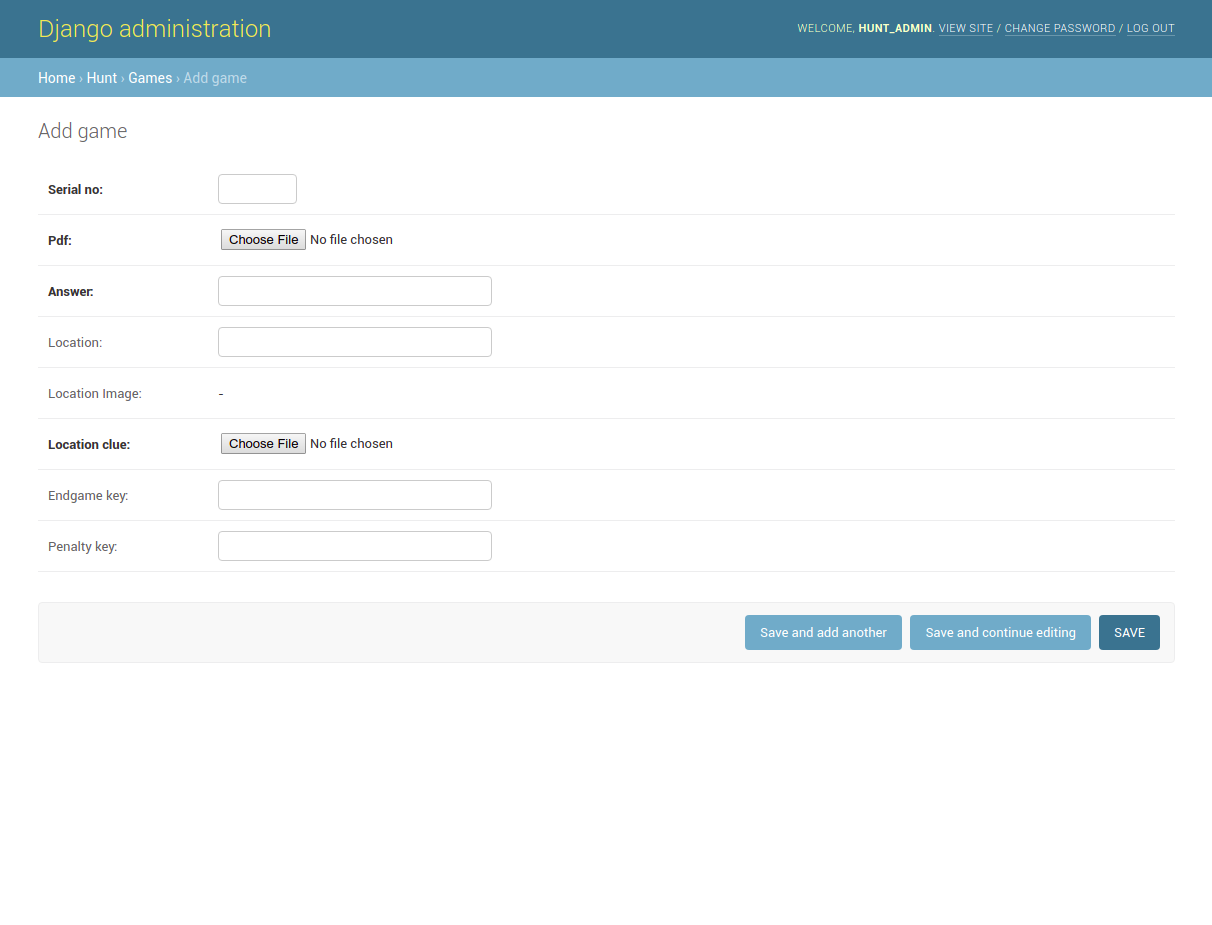 Django administration
WELCOME, HUNT_ADMIN. VIEW SITE / CHANGE PASSWORD / LOG OUT
Home › Hunt › Games › Add game
Add game
Serial no:
Pdf: Choose File No file chosen
Answer:
Location:
Location Image: -
Location clue: Choose File No file chosen
Endgame key:
Penalty key:
Save and add another Save and continue editing SAVE